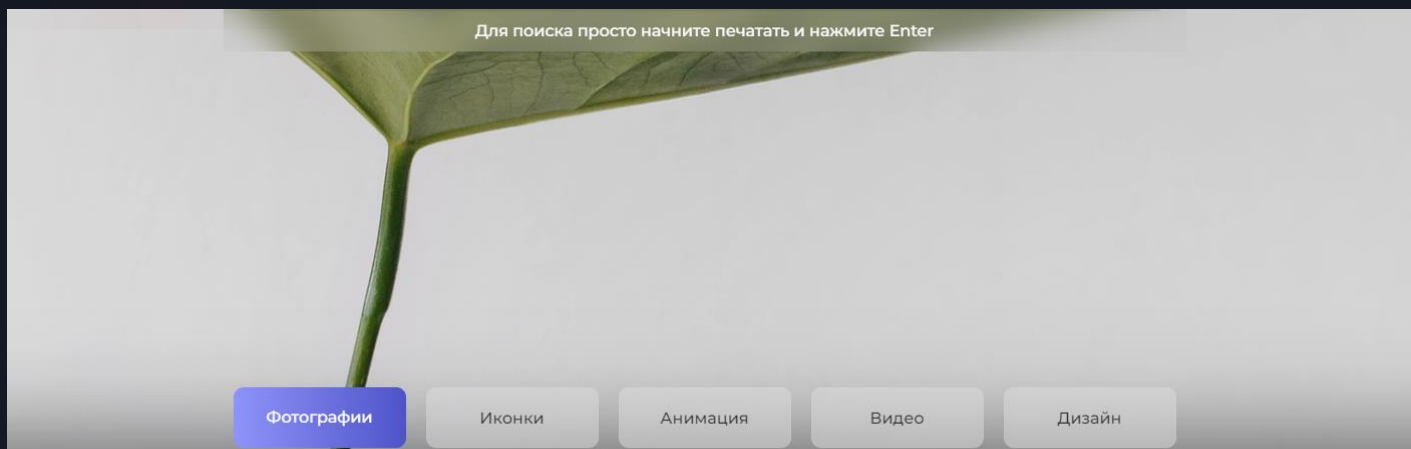 Для поиска просто начните печатать и нажмите Enter
Фотографии
Иконки
Анимация
Видео
Дизайн